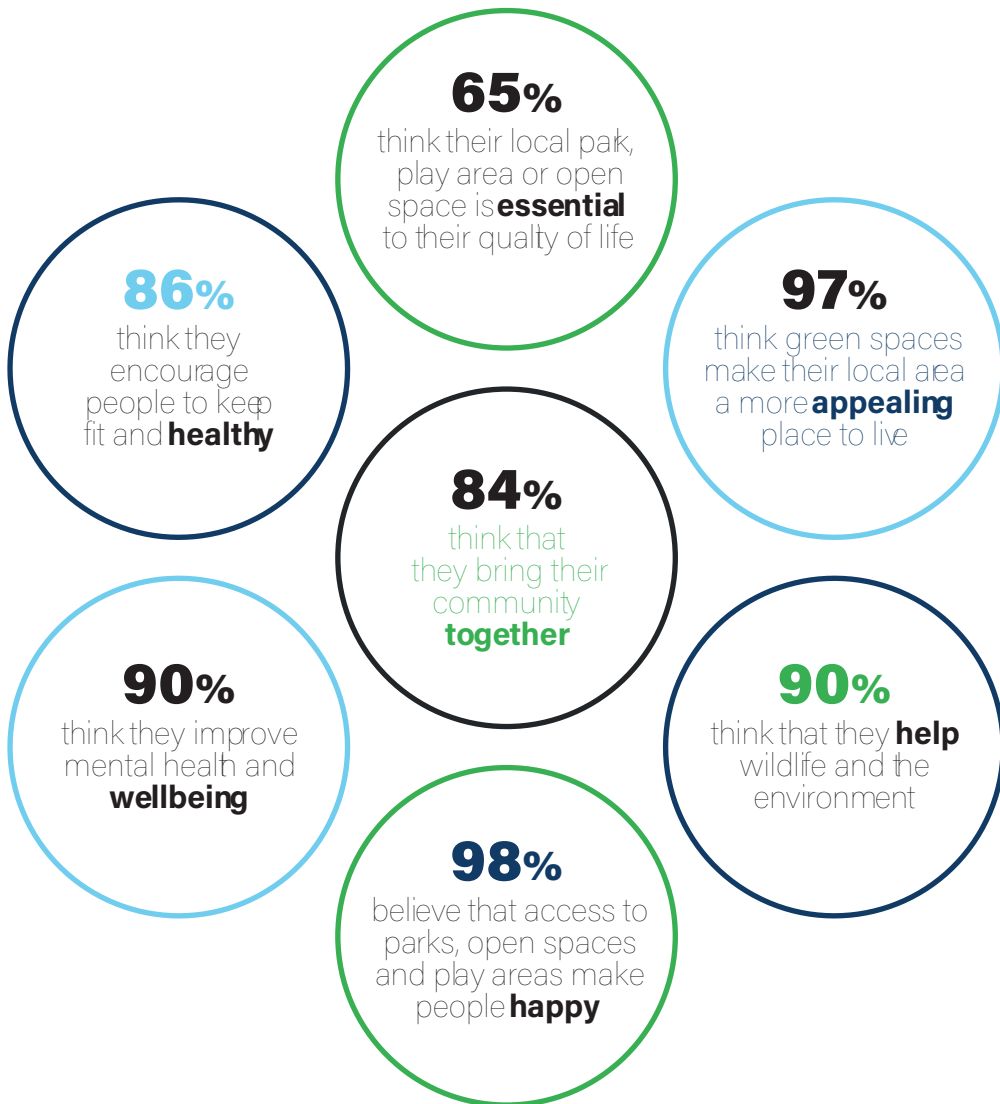 65%
think their local park,
play area or open
space is essential
to their quality of life
86%
think they
encourage
people to keep
fit and healthy
97%
think green spaces
make their local area
a more appealing
place to live
84%
think that
they bring their
community
together
90%
think they improve
mental health and
wellbeing
90%
think that they help
wildlife and the
environment
98%
believe that access to
parks, open spaces
and play areas make
people happy